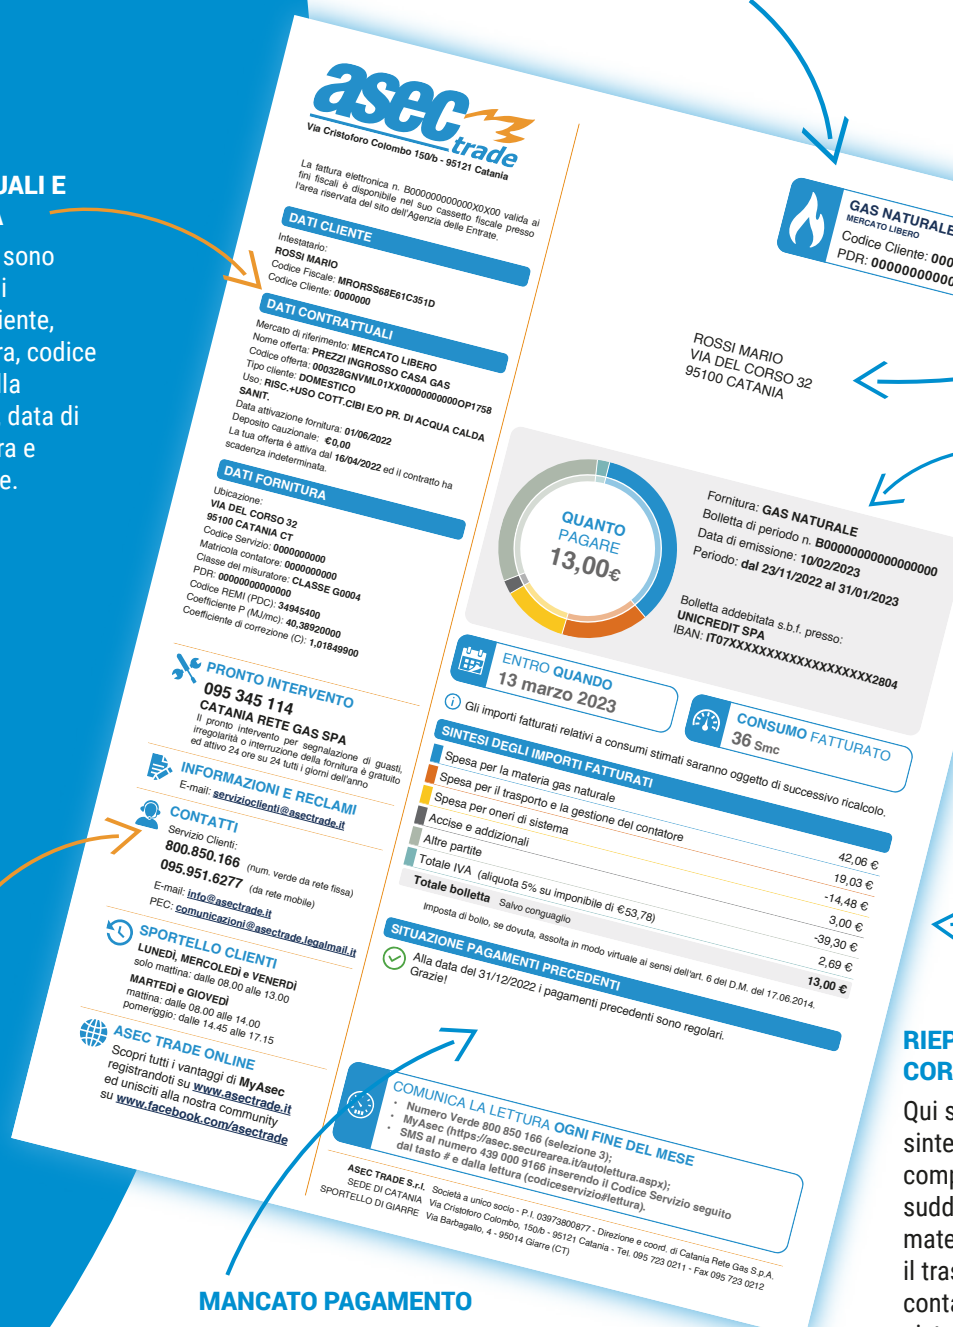 UALI E
A
sono
i
iente,
ra, codice
lla
data di
ra e
e.
asec
trade
Via Cristoforo Colombo 150/b - 95121 Catania
La fattura elettronica n. B00000000000X0X00 valida ai
fini fiscali è disponibile nel suo cassetto fiscale presso
l'area riservata del sito dell'Agenzia delle Entrate.
DATI CLIENTE
Intestatario:
ROSSI MARIO
Codice Fiscale: MRORSS68E61C351D
Codice Cliente: 0000000
DATI CONTRATTUALI
Mercato di riferimento: MERCATO LIBERO
Nome offerta: PREZZI INGROSSO CASA GAS
Codice offerta: 000328GNVML01XX00000000000OP1758
Tipo cliente: DOMESTICO
Uso: RISC.+USO COTT.CIBI E/O PR. DI ACQUA CALDA
SANIT.
Data attivazione fornitura: 01/06/2022
Deposito cauzionale: €0,00
La tua offerta è attiva dal 16/04/2022 ed il contratto ha
scadenza indeterminata.
DATI FORNITURA
Ubicazione:
VIA DEL CORSO 32
95100 CATANIA CT
Codice Servizio: 0000000000
Matricola contatore: 0000000000
Classe del misuratore: CLASSE G0004
PDR: 00000000000000
Codice REMI (PDC): 34945400
Coefficiente P (MJ/mc): 40,38920000
Coefficiente di correzione (C): 1,01849900
PRONTO INTERVENTO
095 345 114
CATANIA RETE GAS SPA
Il pronto intervento per segnalazione di guasti,
irregolarità o interruzione della fornitura è gratuito
ed attivo 24 ore su 24 tutti i giorni dell'anno
INFORMAZIONI E RECLAMI
E-mail: servizioclienti@asectrade.it
CONTATTI
Servizio Clienti:
800.850.166 (num. verde da rete fissa)
095.951.6277 (da rete mobile)
E-mail: info@asectrade.it
PEC: comunicazioni@asectrade.legalmail.it
SPORTELLO CLIENTI
LUNEDÌ, MERCOLEDÌ e VENERDÌ
solo mattina: dalle 08.00 alle 13.00
MARTEDÌ e GIOVEDÌ
mattina: dalle 08.00 alle 14.00
pomeriggio: dalle 14.45 alle 17.15
ASEC TRADE ONLINE
Scopri tutti i vantaggi di MyAsec
registrandoti su www.asectrade.it
ed unisciti alla nostra community
su www.facebook.com/asectrade
GAS NATURALE
MERCATO LIBERO
Codice Cliente: 000
PDR: 00000000000
ROSSI MARIO
VIA DEL CORSO 32
95100 CATANIA
QUANTO
PAGARE
13,00€
Fornitura: GAS NATURALE
Bolletta di periodo n. B0000000000000000
Data di emissione: 10/02/2023
Periodo: dal 23/11/2022 al 31/01/2023
Bolletta addebitata s.b.f. presso:
UNICREDIT SPA
IBAN: IT07XXXXXXXXXXXXXXXXXXX2804
ENTRO QUANDO
13 marzo 2023
CONSUMO FATTURATO
36 Smc
Gli importi fatturati relativi a consumi stimati saranno oggetto di successivo ricalcolo.
SINTESI DEGLI IMPORTI FATTURATI
Spesa per la materia gas naturale 42,06 €
Spesa per il trasporto e la gestione del contatore 19,03 €
Spesa per oneri di sistema -14,48 €
Accise e addizionali 3,00 €
Altre partite -39,30 €
Totale IVA (aliquota 5% su imponibile di €53,78) 2,69 €
Totale bolletta Salvo conguaglio 13,00 €
Imposta di bollo, se dovuta, assolta in modo virtuale ai sensi dell'art. 6 del D.M. del 17.06.2014.
SITUAZIONE PAGAMENTI PRECEDENTI
Alla data del 31/12/2022 i pagamenti precedenti sono regolari.
Grazie!
COMUNICA LA LETTURA OGNI FINE DEL MESE
• Numero Verde 800 850 166 (selezione 3);
• MyAsec (https://asec.securearea.it/autolettura.aspx);
• SMS al numero 439 000 9166 inserendo il Codice Servizio seguito
dal tasto # e dalla lettura (codiceservizio#lettura).
ASEC TRADE S.r.l. Società a unico socio - P.I. 03973800877 - Direzione e coord. di Catania Rete Gas S.p.A.
SEDE DI CATANIA Via Cristoforo Colombo, 150/b - 95121 Catania - Tel. 095 723 0211 - Fax 095 723 0212
SPORTELLO DI GIARRE Via Barbagallo, 4 - 95014 Giarre (CT)
MANCATO PAGAMENTO
RIEP
COR
Qui s
sinte
comp
sudd
mate
il tras
conta